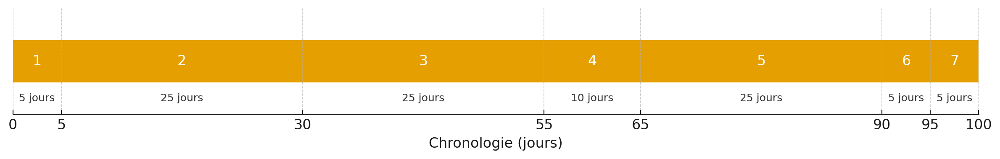 1 2 3 4 5 6 7
5 jours 25 jours 25 jours 10 jours 25 jours 5 jours 5 jours
0 5 30 55 65 90 95 100
Chronologie (jours)